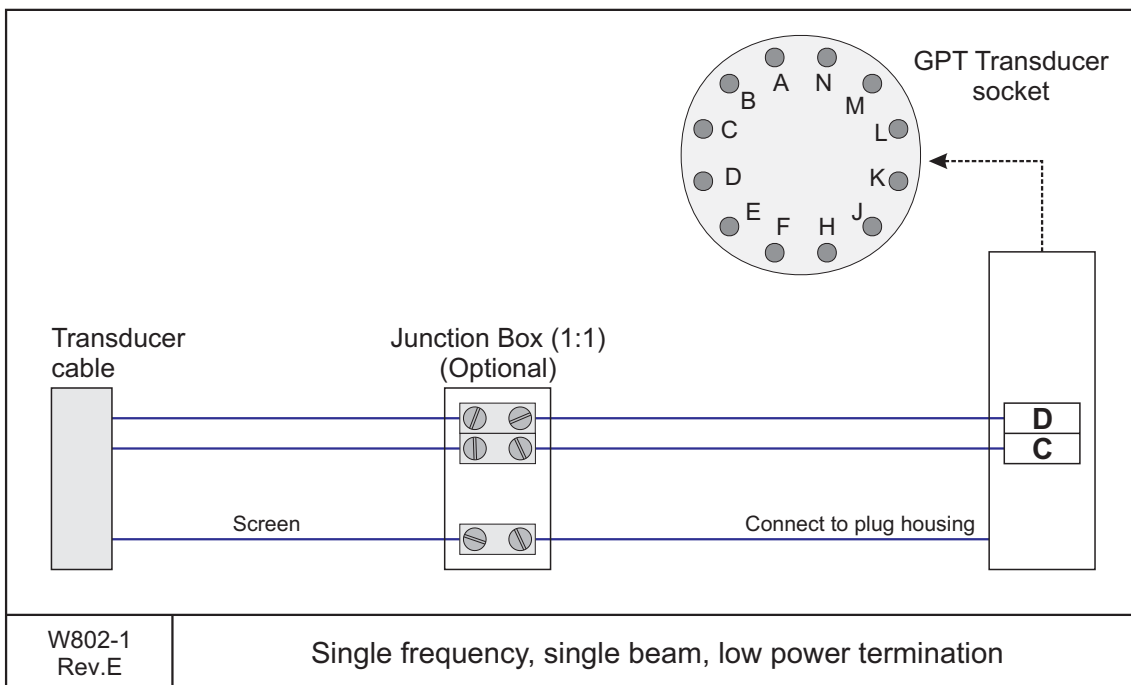 GPT Transducer
socket
A
N
B
M
C
L
D
K
E
J
F
H
Transducer
cable
Junction Box (1:1)
(Optional)
D
C
Screen
Connect to plug housing
W802-1
Rev.E
Single frequency, single beam, low power termination